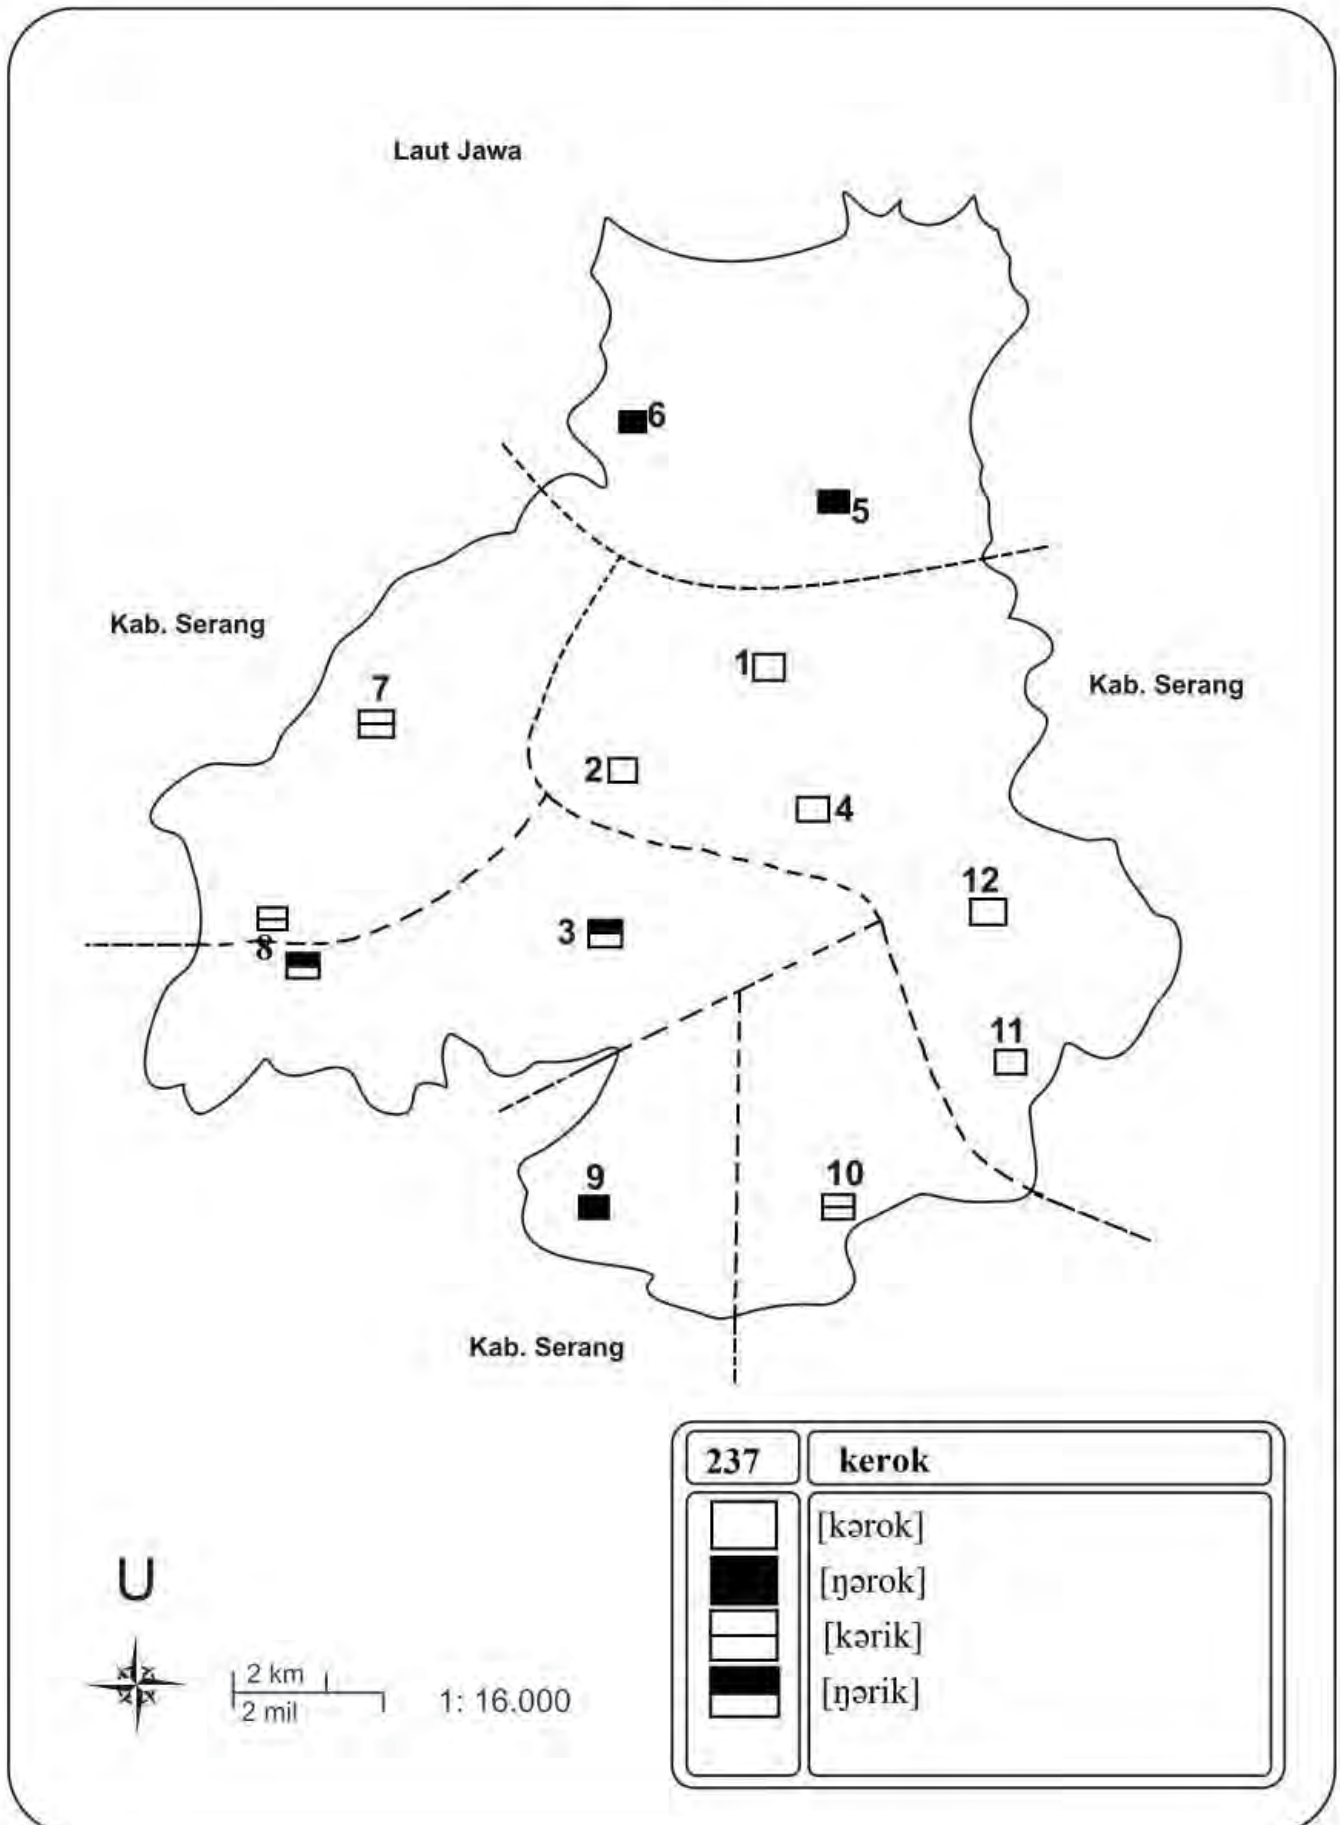 Laut Jawa
6
5
Kab. Serang
1
7
Kab. Serang
2
4
12
3
8
11
9
10
Kab. Serang
237 kerok
[kərok]
[ŋərok]
[kərik]
[ŋərik]
U
2 km
2 mil
1: 16.000